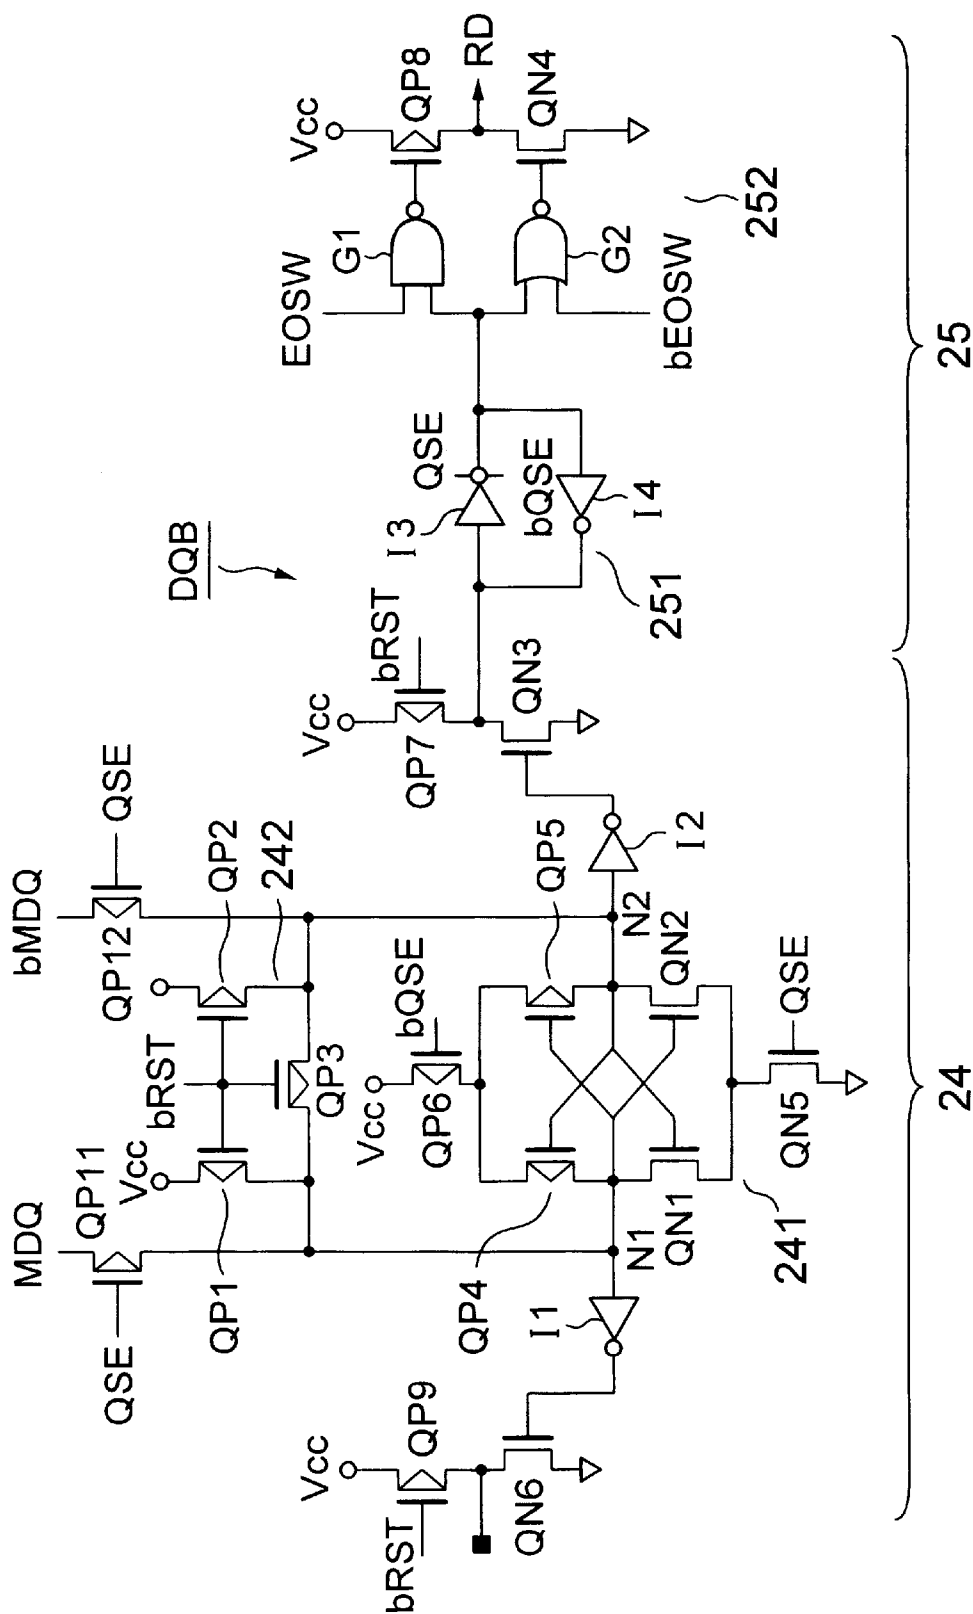 DQB
Vcc
QP8
RD
QN4
EOSW
G1
G2
bEOSW
252
QSE
I3
bQSE
I4
251
Vcc
bRST
QP7
QN3
I2
25
bMDQ
QSE
QP12
QP2
242
bRST
QP3
Vcc
QP1
MDQ
QP11
QSE
Vcc
bQSE
QP6
QP5
QP4
N2
QN2
N1
QN1
QSE
QN5
241
I1
Vcc
QP9
bRST
QN6
24